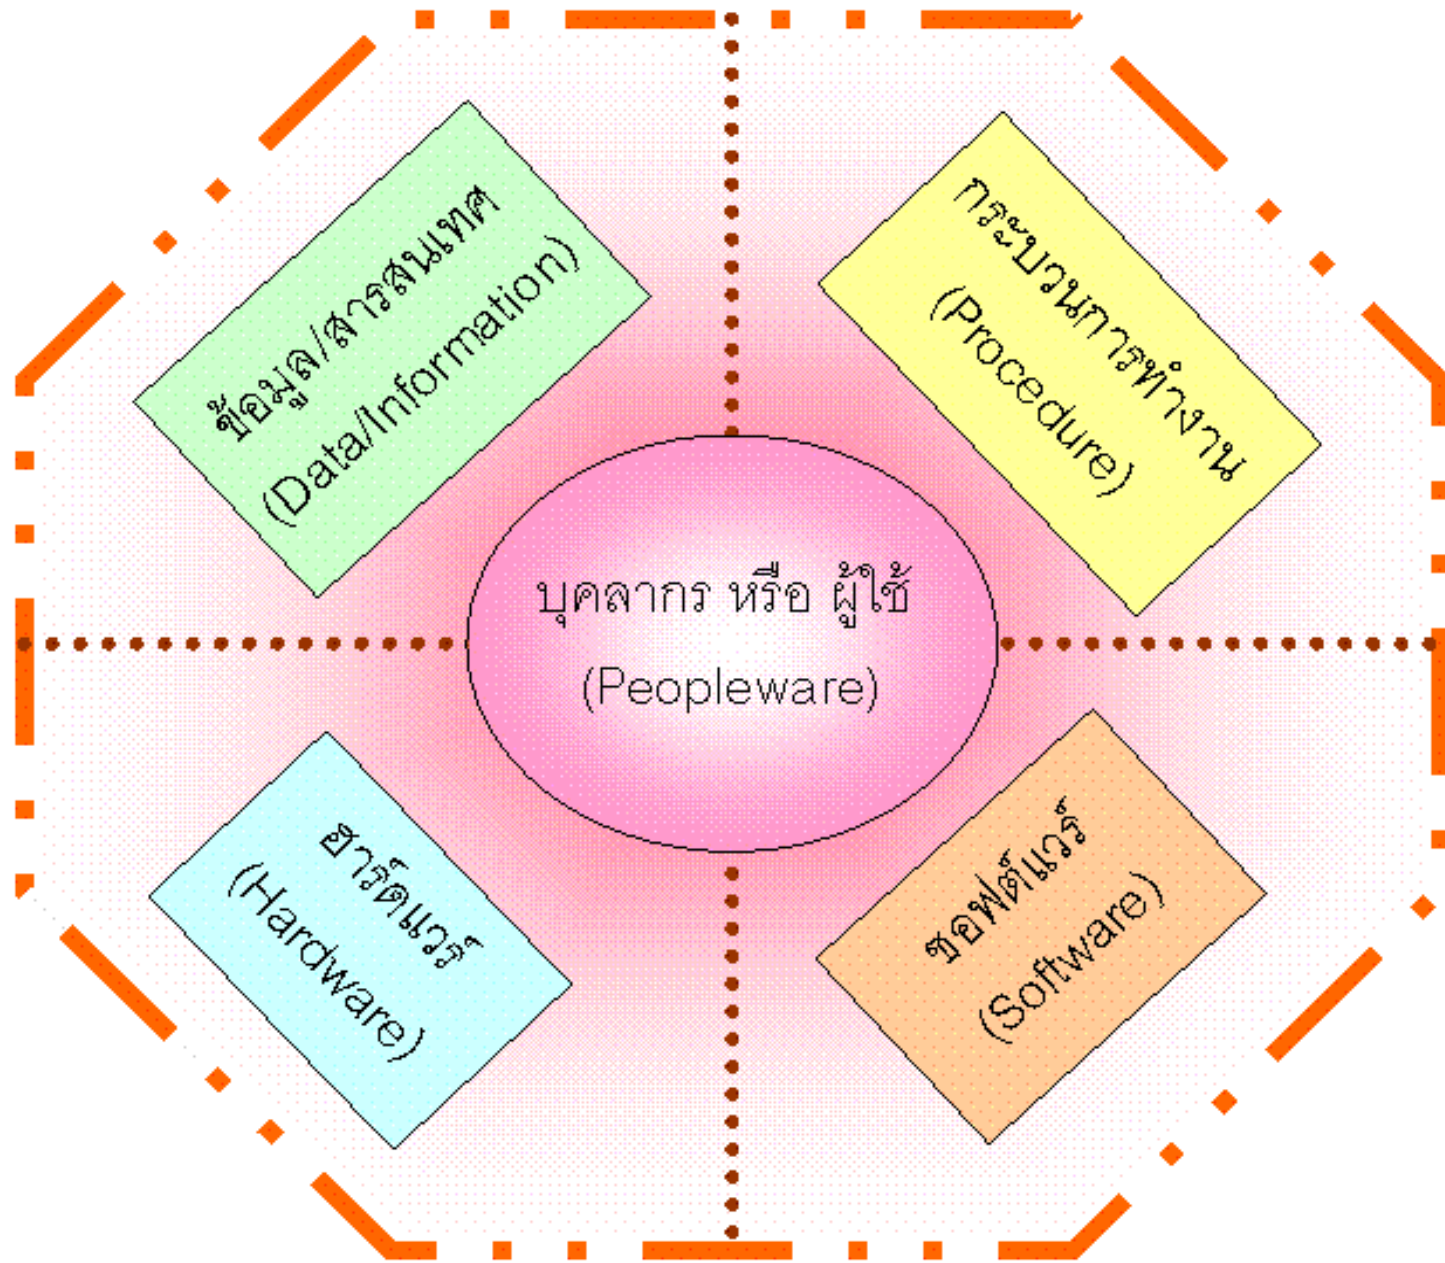 ข้อมูล/สารสนเทศ
(Data/Information)
กระบวนการทำงาน
(Procedure)
บุคลากร หรือ ผู้ใช้
(Peopleware)
ฮาร์ดแวร์
(Hardware)
ซอฟต์แวร์
(Software)